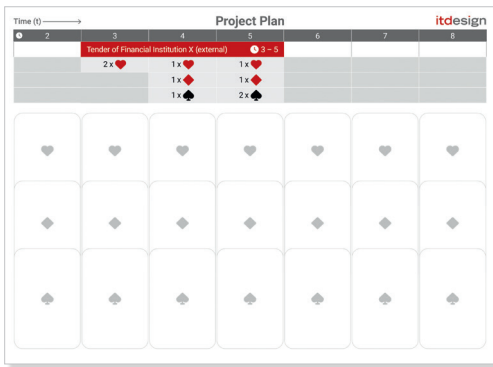 Time (t) Project Plan itdesign
2 3 4 5 6 7 8
Tender of Financial Institution X (external) 3 – 5
2 x 1 x 1 x
1 x 1 x
1 x 2 x